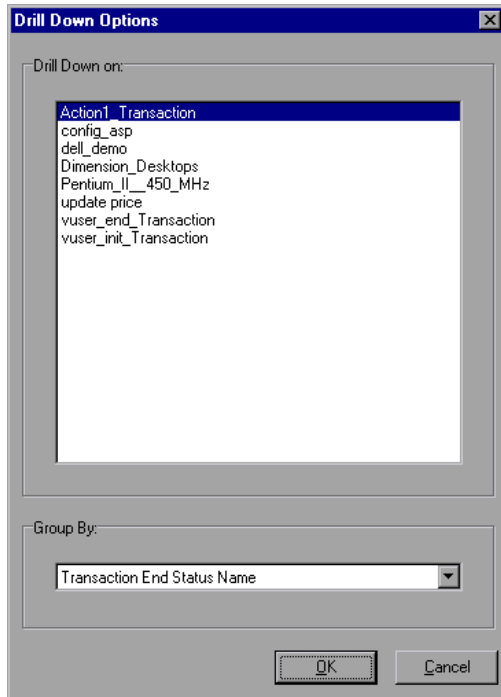 Drill Down Options
Drill Down on:
Action1_Transaction
config_asp
dell_demo
Dimension_Desktops
Pentium_II__450_MHz
update price
vuser_end_Transaction
vuser_init_Transaction
Group By:
Transaction End Status Name
OK
Cancel